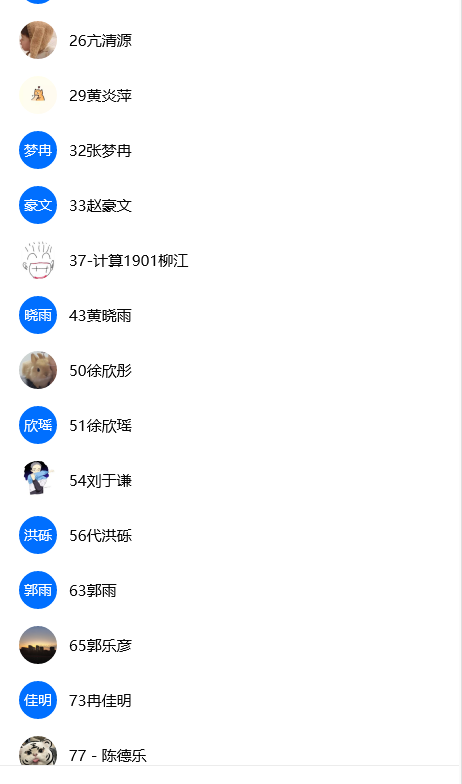 26亢清源
29黄炎萍
梦冉 32张梦冉
豪文 33赵豪文
37-计算1901柳江
晓雨 43黄晓雨
50徐欣彤
欣瑶 51徐欣瑶
54刘于谦
洪砾 56代洪砾
郭雨 63郭雨
65郭乐彦
佳明 73冉佳明
77 - 陈德乐